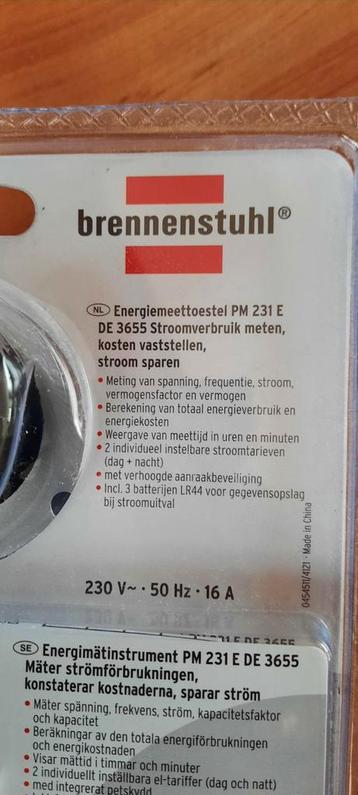 brennenstuhl®
NL Energiemeettoestel PM 231 E
DE 3655 Stroomverbruik meten,
kosten vaststellen,
stroom sparen
• Meting van spanning, frequentie, stroom,
vermogensfactor en vermogen
• Berekening van totaal energieverbruik en
energiekosten
• Weergave van meettijd in uren en minuten
• 2 individueel instelbare stroomtarieven
(dag + nacht)
• met verhoogde aanraakbeveiliging
• Incl. 3 batterijen LR44 voor gegevensopslag
bij stroomuitval
0454511/4121 · Made in China
230 V~ · 50 Hz · 16 A
SE Energimätinstrument PM 231 E DE 3655
Mäter strömförbrukningen,
konstaterar kostnaderna, sparar ström
• Mäter spänning, frekvens, ström, kapacitetsfaktor
och kapacitet
• Beräkningar av den totala energiförbrukningen
och energikostnaden
• Visar mättid i timmar och minuter
• 2 individuellt inställbara el-tariffer (dag och natt)
• med integrerat petskydd